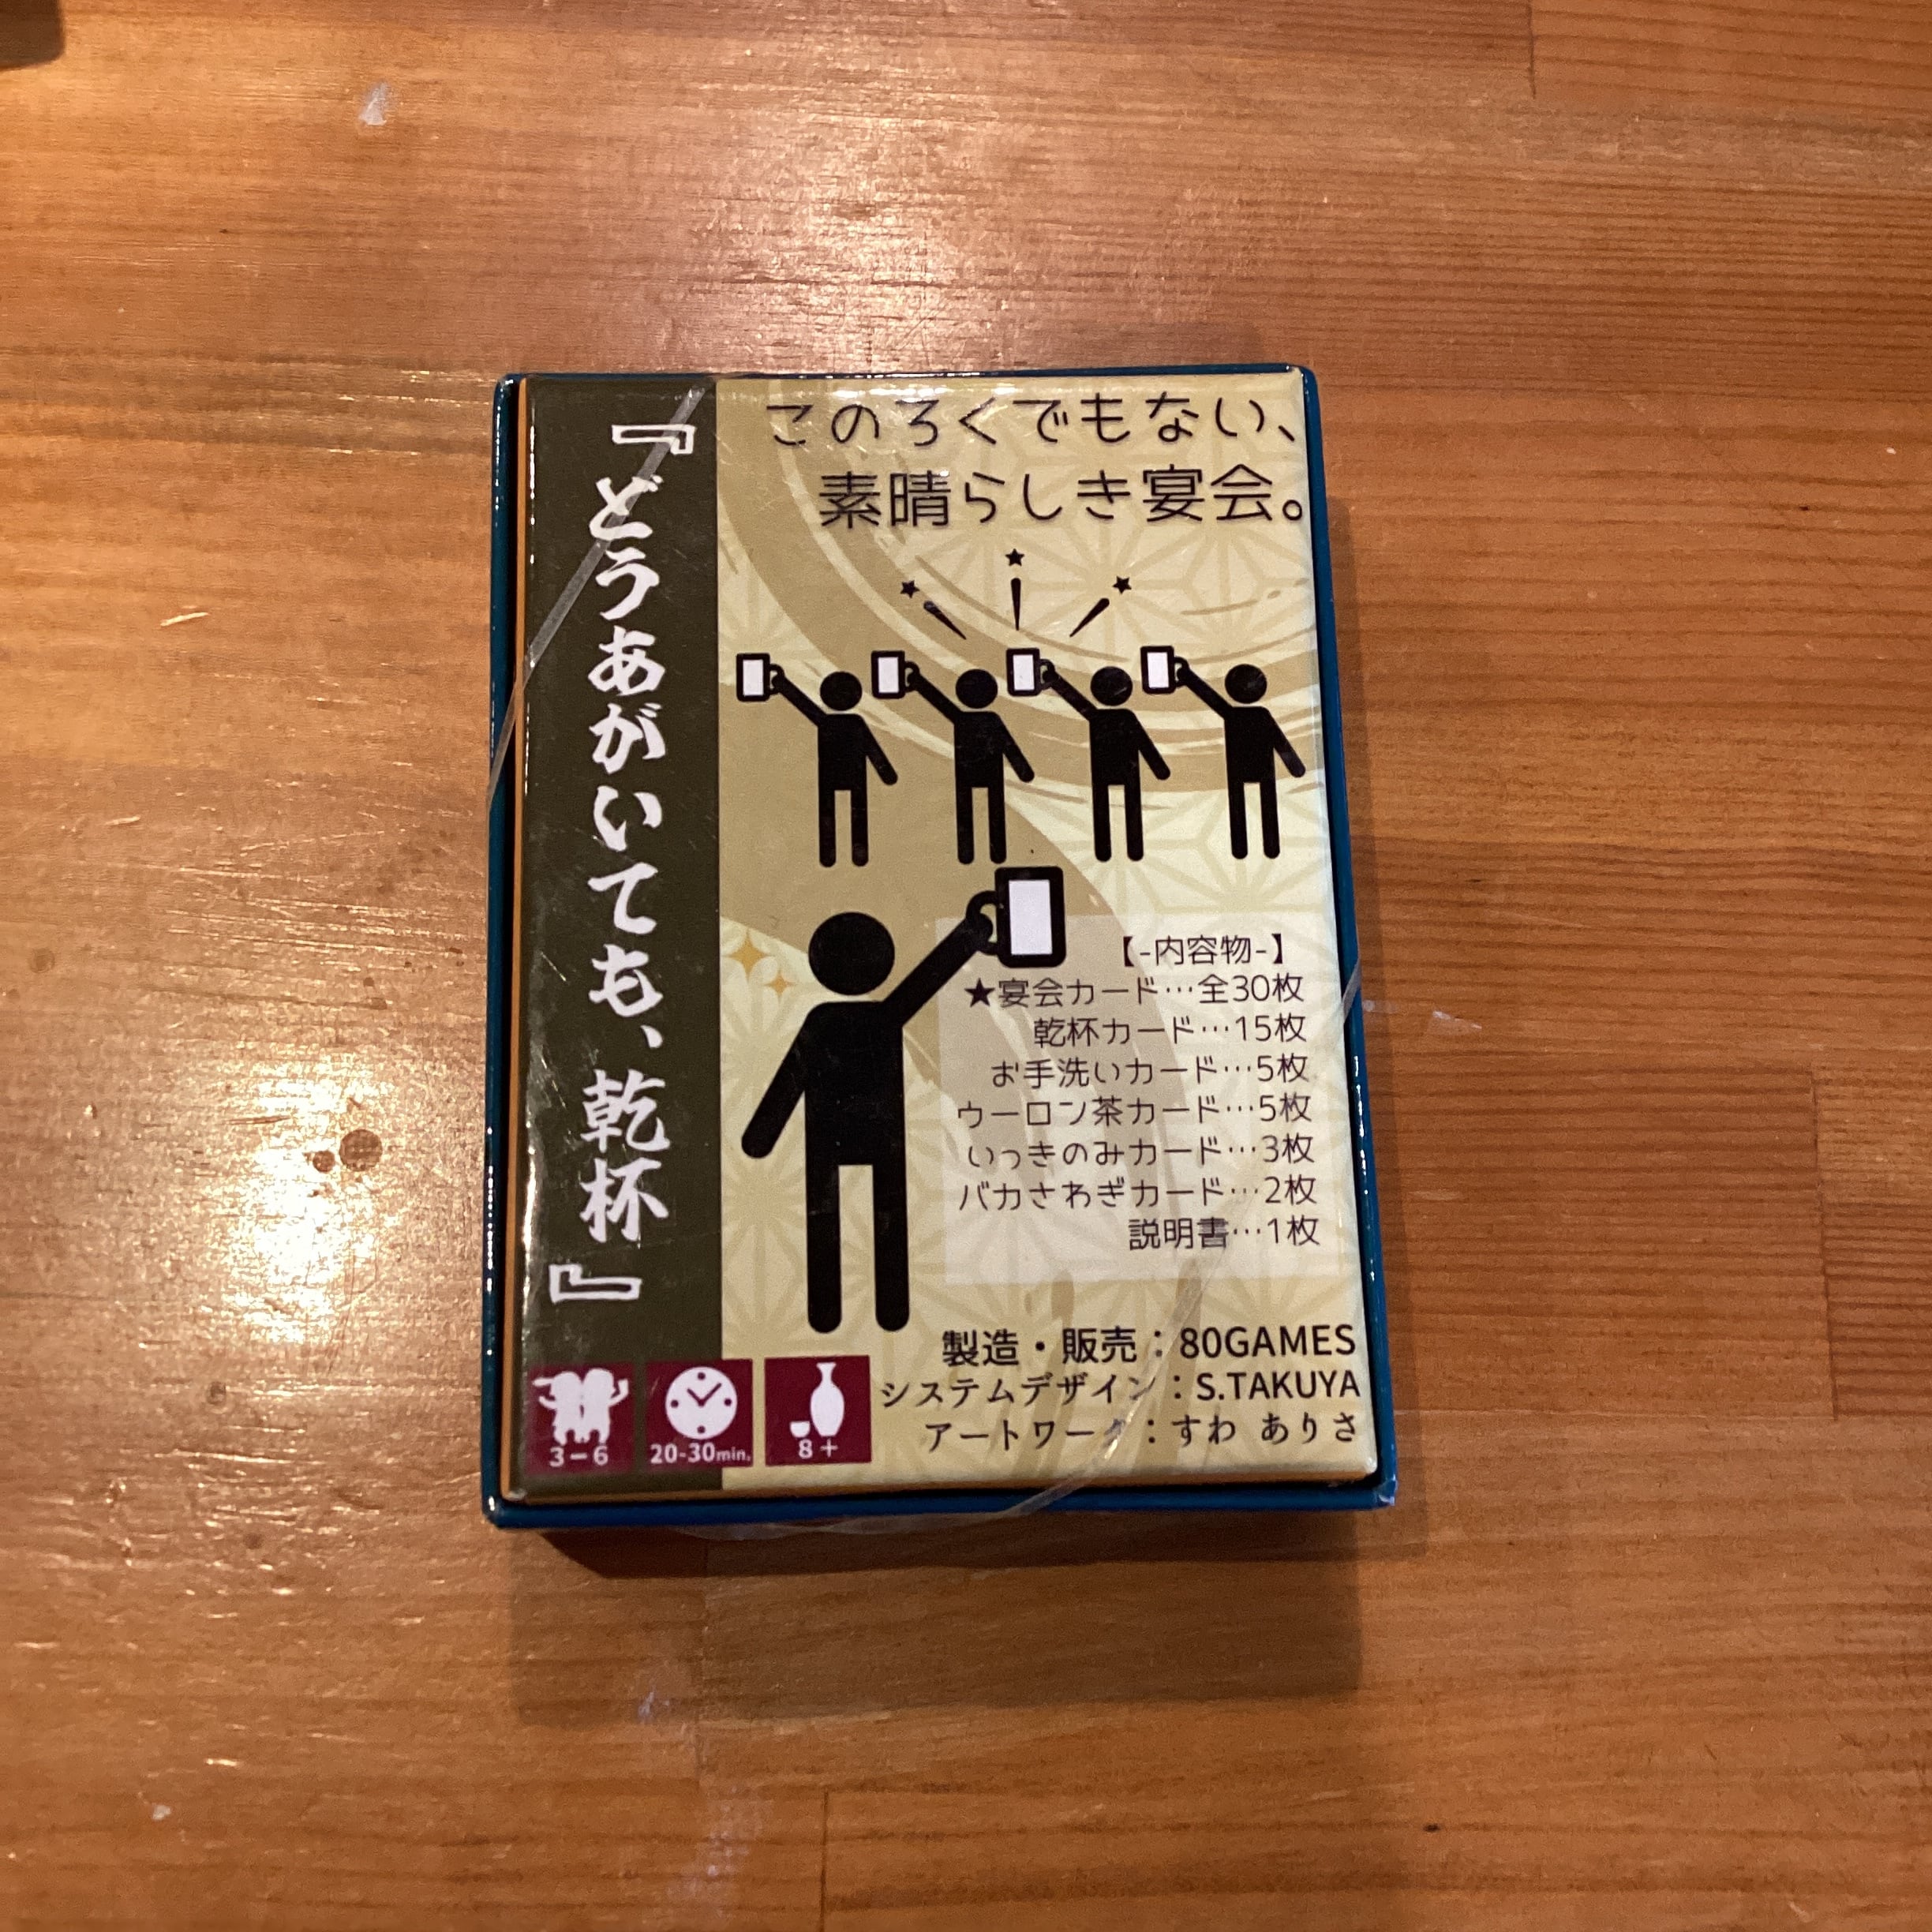 『どうあがいても、乾杯』
このろくでもない、
素晴らしき宴会。
【-内容物-】
★宴会カード…全30枚
乾杯カード…15枚
お手洗いカード…5枚
ウーロン茶カード…5枚
いっきのみカード…3枚
バカさわぎカード…2枚
説明書…1枚
製造・販売：80GAMES
システムデザイン：S.TAKUYA
アートワーク：すわ ありさ
3-6
20-30min.
8+